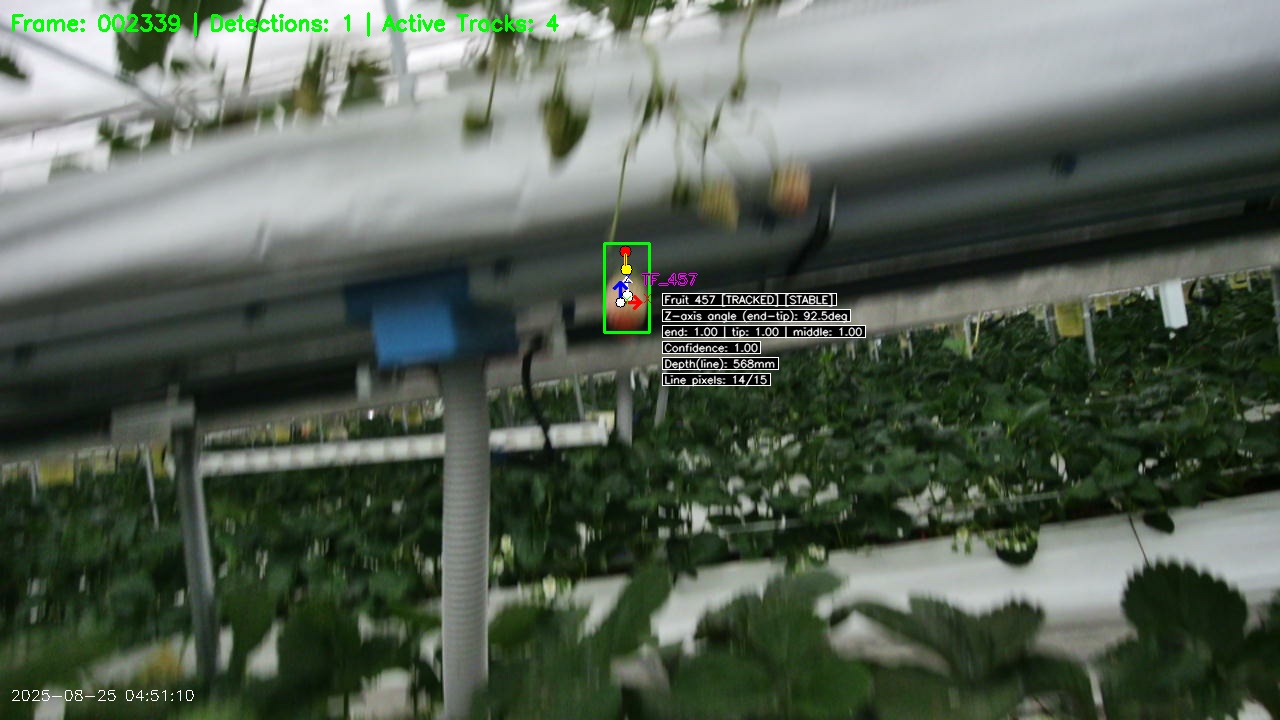 Frame: 002339 | Detections: 1 | Active Tracks: 4
TF_457
Fruit 457 [TRACKED] [STABLE]
Z-axis angle (end-tip): 92.5deg
end: 1.00 | tip: 1.00 | middle: 1.00
Confidence: 1.00
Depth(line): 568mm
Line pixels: 14/15
2025-08-25 04:51:10